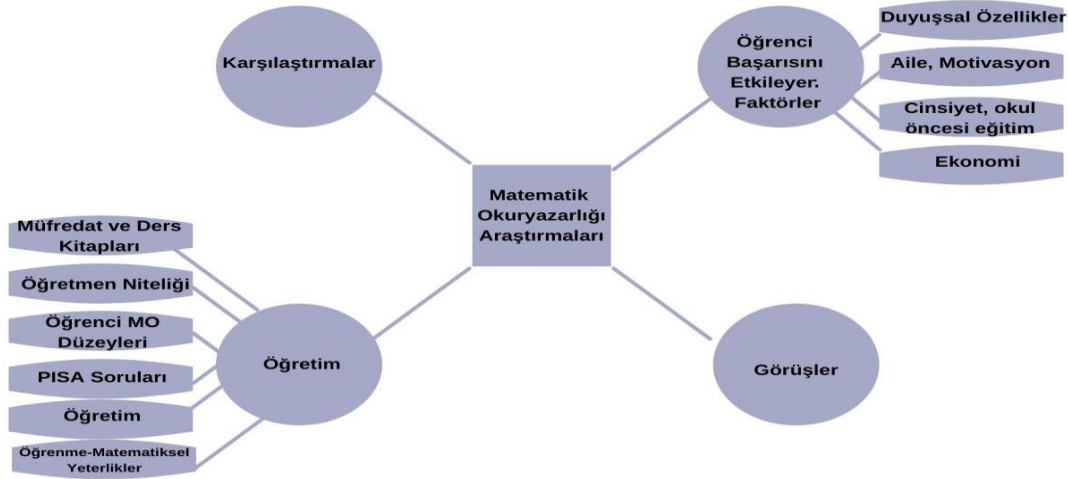 Karşılaştırmalar
Öğrenci
Başarısını
Etkileyer.
Faktörler
Duyuşsal Özellikler
Aile, Motivasyon
Cinsiyet, okul
öncesi eğitim
Ekonomi
Matematik
Okuryazarlığı
Araştırmaları
Müfredat ve Ders
Kitapları
Öğretmen Niteliği
Öğrenci MO
Düzeyleri
PISA Soruları
Öğretim
Öğrenme-Matematiksel
Yeterlikler
Öğretim
Görüşler